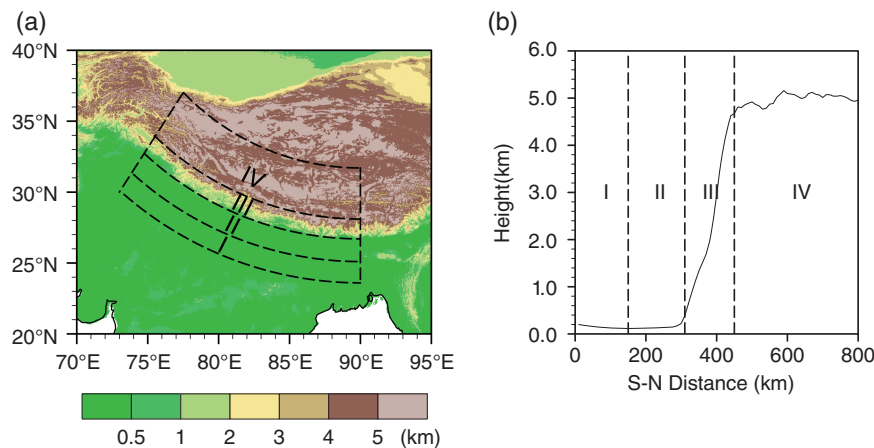 (a)
40°N
35°N
30°N
25°N
20°N
70°E 75°E 80°E 85°E 90°E 95°E
IV
III
II
I
0.5 1 2 3 4 5 (km)
(b)
6.0
5.0
4.0
3.0
2.0
1.0
0.0
Height(km)
I II III IV
0 200 400 600 800
S-N Distance (km)